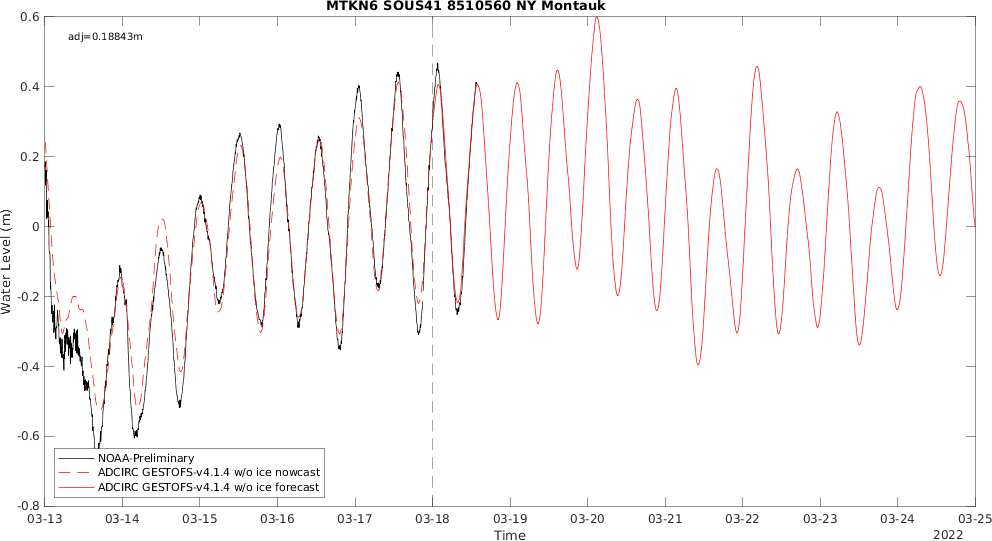 MTKN6 SOUS41 8510560 NY Montauk
adj=0.18843m
0.6
0.4
0.2
0
-0.2
-0.4
-0.6
-0.8
Water Level (m)
NOAA-Preliminary
ADCIRC GESTOFS-v4.1.4 w/o ice nowcast
ADCIRC GESTOFS-v4.1.4 w/o ice forecast
03-13 03-14 03-15 03-16 03-17 03-18 03-19 03-20 03-21 03-22 03-23 03-24 03-25
Time
2022